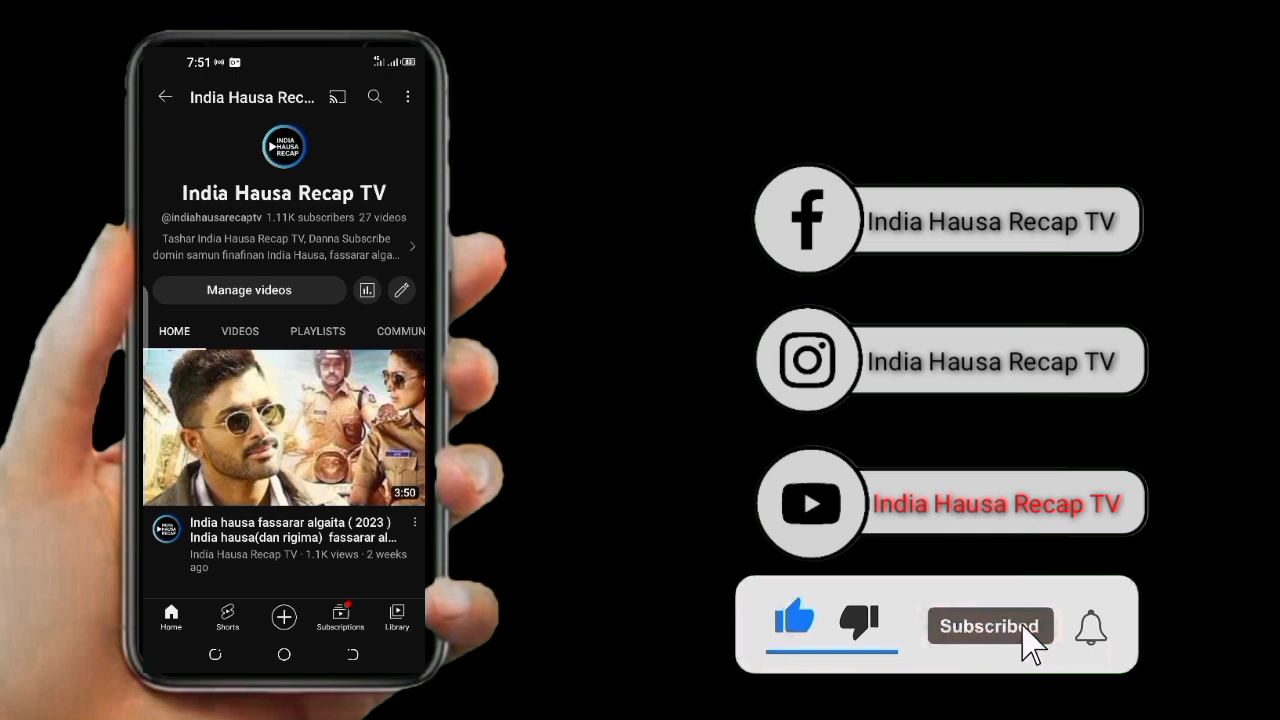 7:51
India Hausa Rec...
INDIA
HAUSA
RECAP
India Hausa Recap TV
@indiahausarecaptv 1.11K subscribers 27 videos
Tashar India Hausa Recap TV, Danna Subscribe
domin samun finafinan India Hausa, fassarar alga...
Manage videos
HOME VIDEOS PLAYLISTS COMMUN
3:50
INDIA
HAUSA
RECAP
India hausa fassarar algaita ( 2023 )
India hausa(dan rigima) fassarar al...
India Hausa Recap TV · 1.1K views · 2 weeks
ago
Home Shorts Subscriptions Library
India Hausa Recap TV
India Hausa Recap TV
India Hausa Recap TV
Subscribed